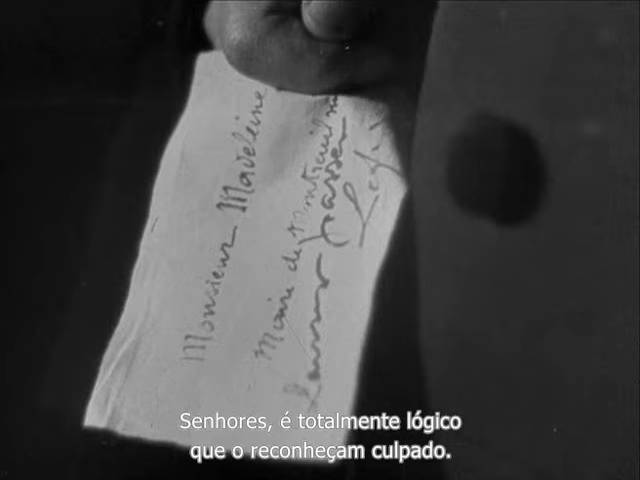 Monsieur Madeleine
Maire de Montreuil
Laissez passer
Senhores, é totalmente lógico
que o reconheçam culpado.